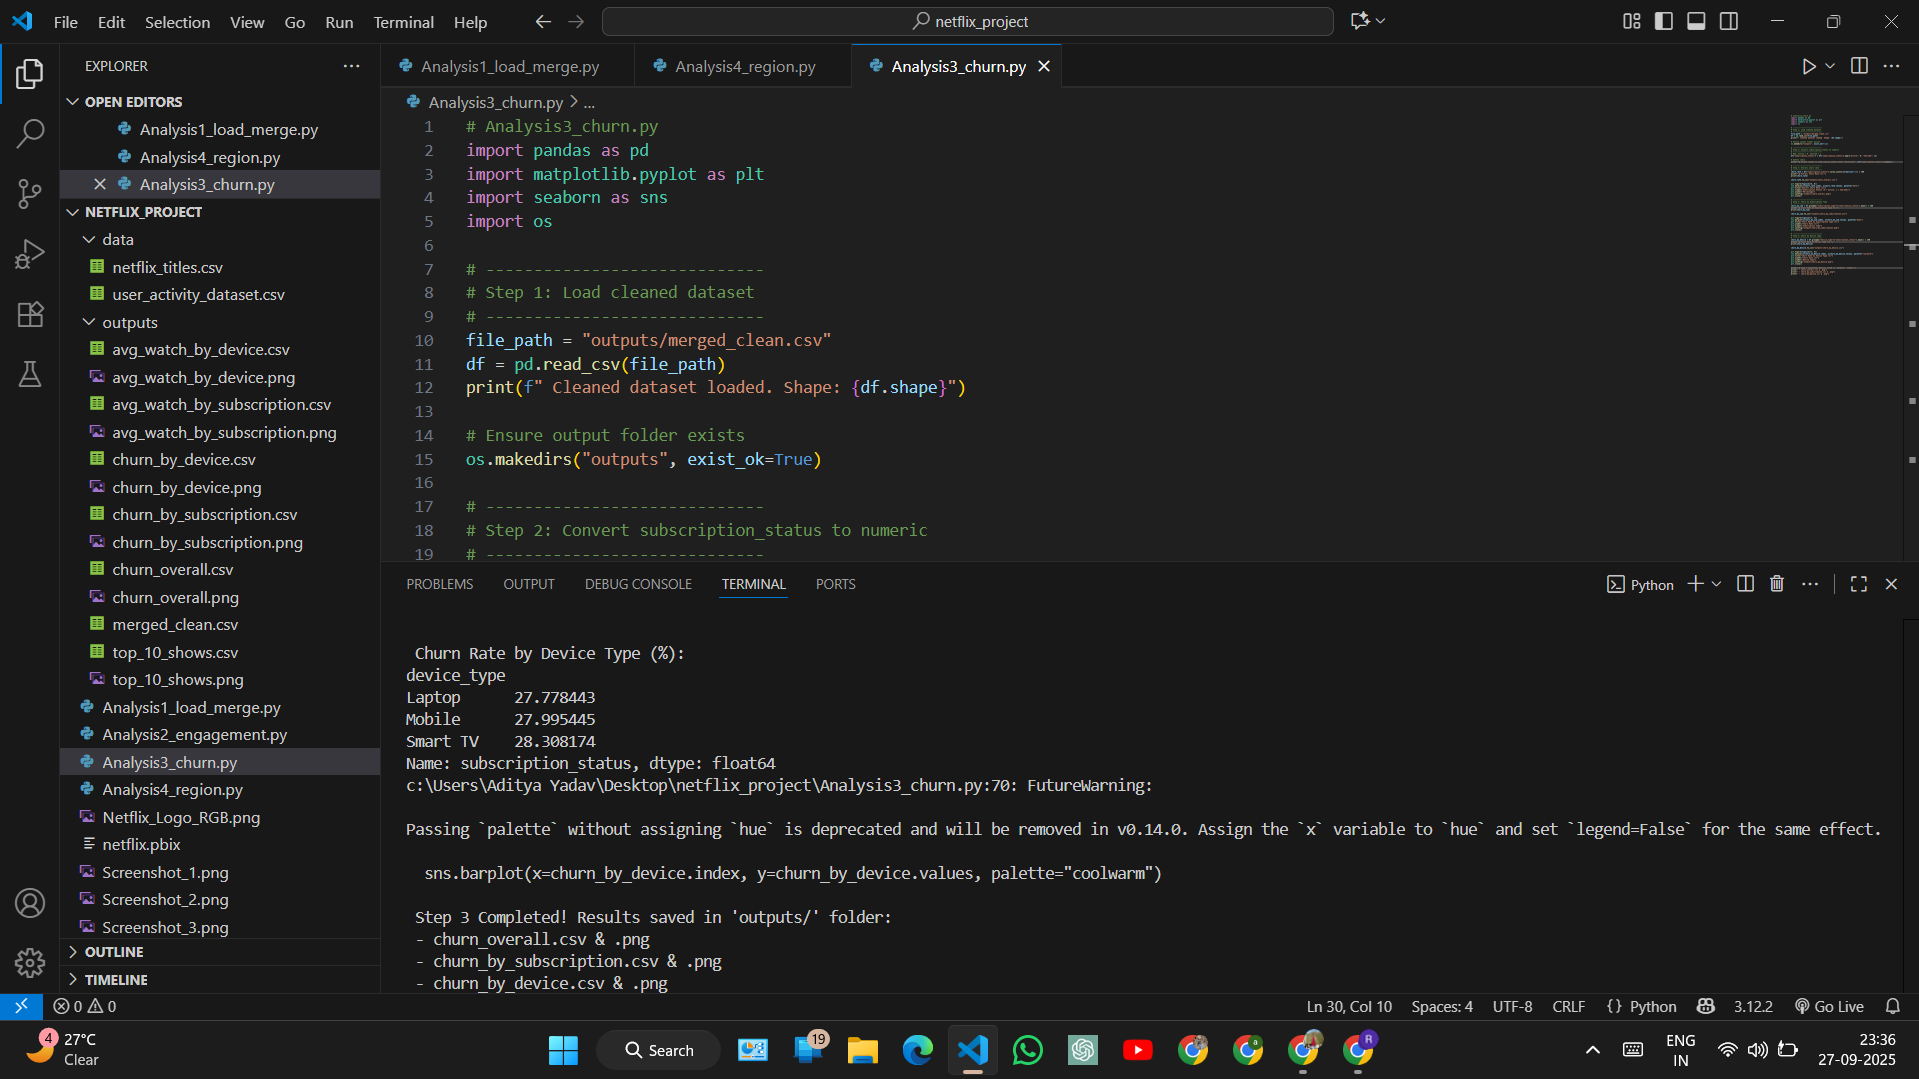 File Edit Selection View Go Run Terminal Help
netflix_project
EXPLORER
OPEN EDITORS
Analysis1_load_merge.py
Analysis4_region.py
Analysis3_churn.py
NETFLIX_PROJECT
data
netflix_titles.csv
user_activity_dataset.csv
outputs
avg_watch_by_device.csv
avg_watch_by_device.png
avg_watch_by_subscription.csv
avg_watch_by_subscription.png
churn_by_device.csv
churn_by_device.png
churn_by_subscription.csv
churn_by_subscription.png
churn_overall.csv
churn_overall.png
merged_clean.csv
top_10_shows.csv
top_10_shows.png
Analysis1_load_merge.py
Analysis2_engagement.py
Analysis3_churn.py
Analysis4_region.py
Netflix_Logo_RGB.png
netflix.pbix
Screenshot_1.png
Screenshot_2.png
Screenshot_3.png
OUTLINE
TIMELINE
Analysis1_load_merge.py Analysis4_region.py Analysis3_churn.py
Analysis3_churn.py > ...
1 # Analysis3_churn.py
2 import pandas as pd
3 import matplotlib.pyplot as plt
4 import seaborn as sns
5 import os
6
7 # -----------------------------
8 # Step 1: Load cleaned dataset
9 # -----------------------------
10 file_path = "outputs/merged_clean.csv"
11 df = pd.read_csv(file_path)
12 print(f" Cleaned dataset loaded. Shape: {df.shape}")
13
14 # Ensure output folder exists
15 os.makedirs("outputs", exist_ok=True)
16
17 # -----------------------------
18 # Step 2: Convert subscription_status to numeric
19 # -----------------------------
PROBLEMS OUTPUT DEBUG CONSOLE TERMINAL PORTS
Python
Churn Rate by Device Type (%):
device_type
Laptop 27.778443
Mobile 27.995445
Smart TV 28.308174
Name: subscription_status, dtype: float64
c:\Users\Aditya Yadav\Desktop\netflix_project\Analysis3_churn.py:70: FutureWarning:
Passing `palette` without assigning `hue` is deprecated and will be removed in v0.14.0. Assign the `x` variable to `hue` and set `legend=False` for the same effect.
sns.barplot(x=churn_by_device.index, y=churn_by_device.values, palette="coolwarm")
Step 3 Completed! Results saved in 'outputs/' folder:
- churn_overall.csv & .png
- churn_by_subscription.csv & .png
- churn_by_device.csv & .png
0 0
Ln 30, Col 10 Spaces: 4 UTF-8 CRLF {} Python 3.12.2 Go Live
4
27°C
Clear
Search
19
a
R
ENG
IN
23:36
27-09-2025